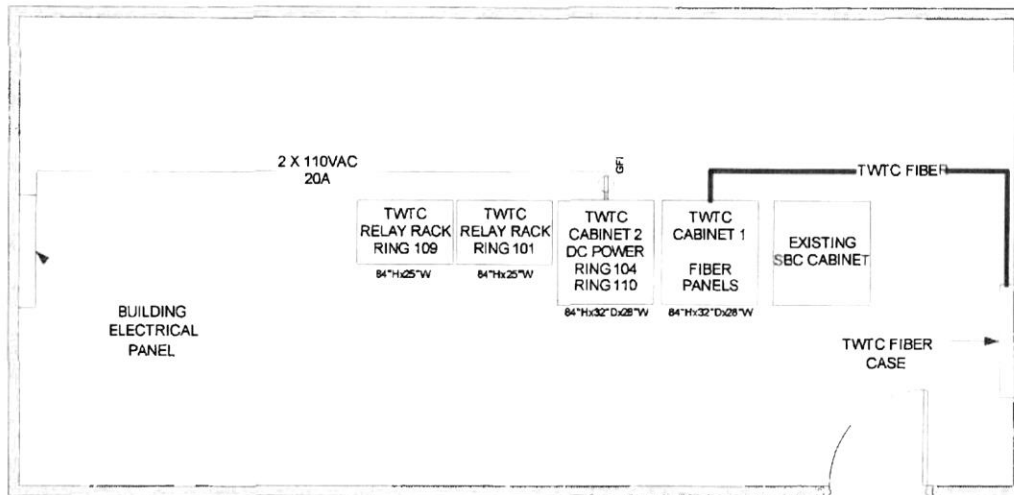 2 X 110VAC
20A
GFI
TWTC FIBER
TWTC
RELAY RACK
RING 109
84"Hx25"W
TWTC
RELAY RACK
RING 101
84"Hx25"W
TWTC
CABINET 2
DC POWER
RING 104
RING 110
84"Hx32"Dx28"W
TWTC
CABINET 1
FIBER
PANELS
84"Hx32"Dx28"W
EXISTING
SBC CABINET
BUILDING
ELECTRICAL
PANEL
TWTC FIBER
CASE